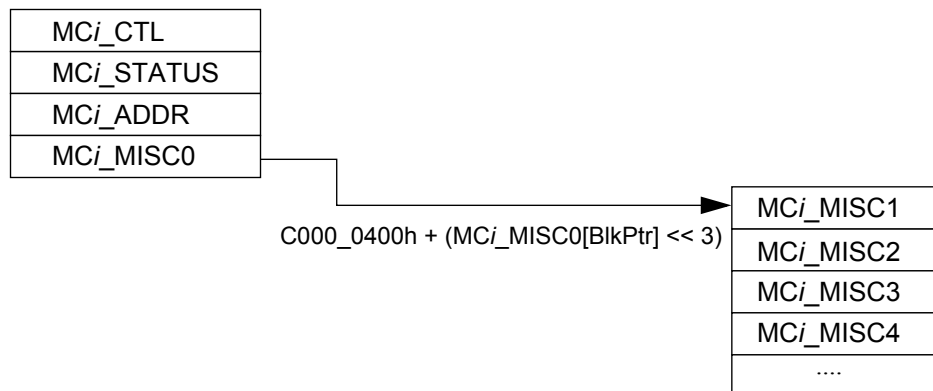 MCi_CTL
MCi_STATUS
MCi_ADDR
MCi_MISC0
C000_0400h + (MCi_MISC0[BlkPtr] << 3)
MCi_MISC1
MCi_MISC2
MCi_MISC3
MCi_MISC4
....